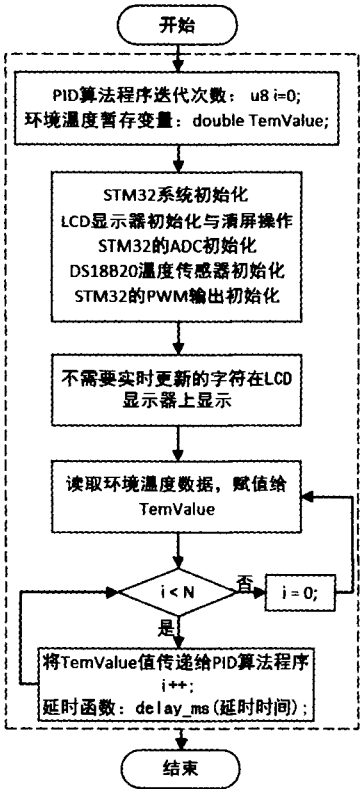 开始
PID算法程序迭代次数： u8 i=0;
环境温度暂存变量：double TemValue;
STM32系统初始化
LCD显示器初始化与清屏操作
STM32的ADC初始化
DS18B20温度传感器初始化
STM32的PWM输出初始化
不需要实时更新的字符在LCD
显示器上显示
读取环境温度数据，赋值给
TemValue
i < N
否
i = 0;
是
将TemValue值传递给PID算法程序
i++;
延时函数：delay_ms(延时时间);
结束